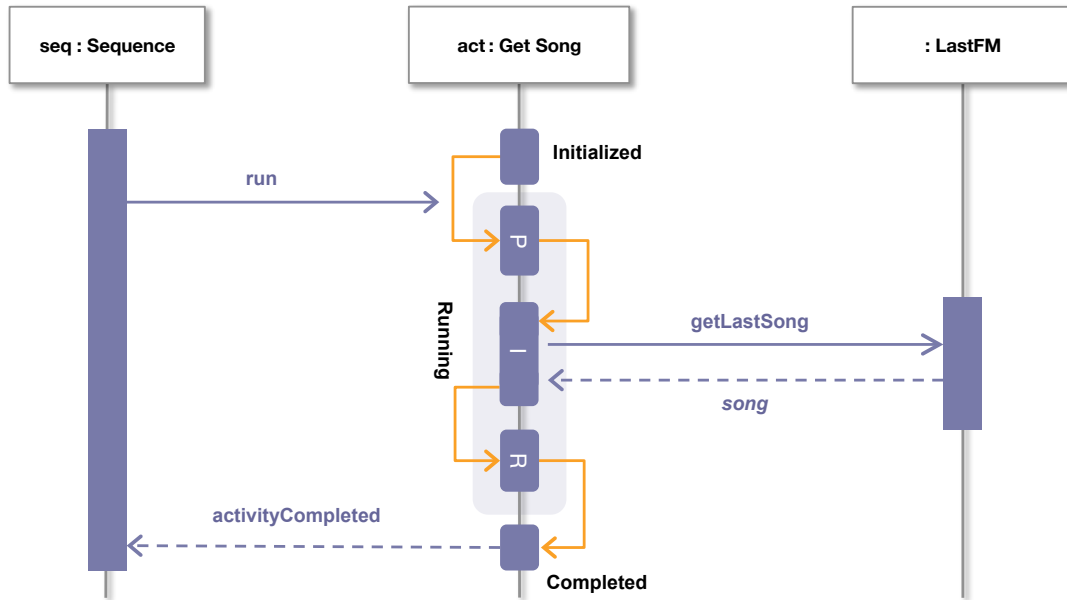 seq : Sequence
act : Get Song
: LastFM
Initialized
run
P
Running
I
getLastSong
song
R
activityCompleted
Completed